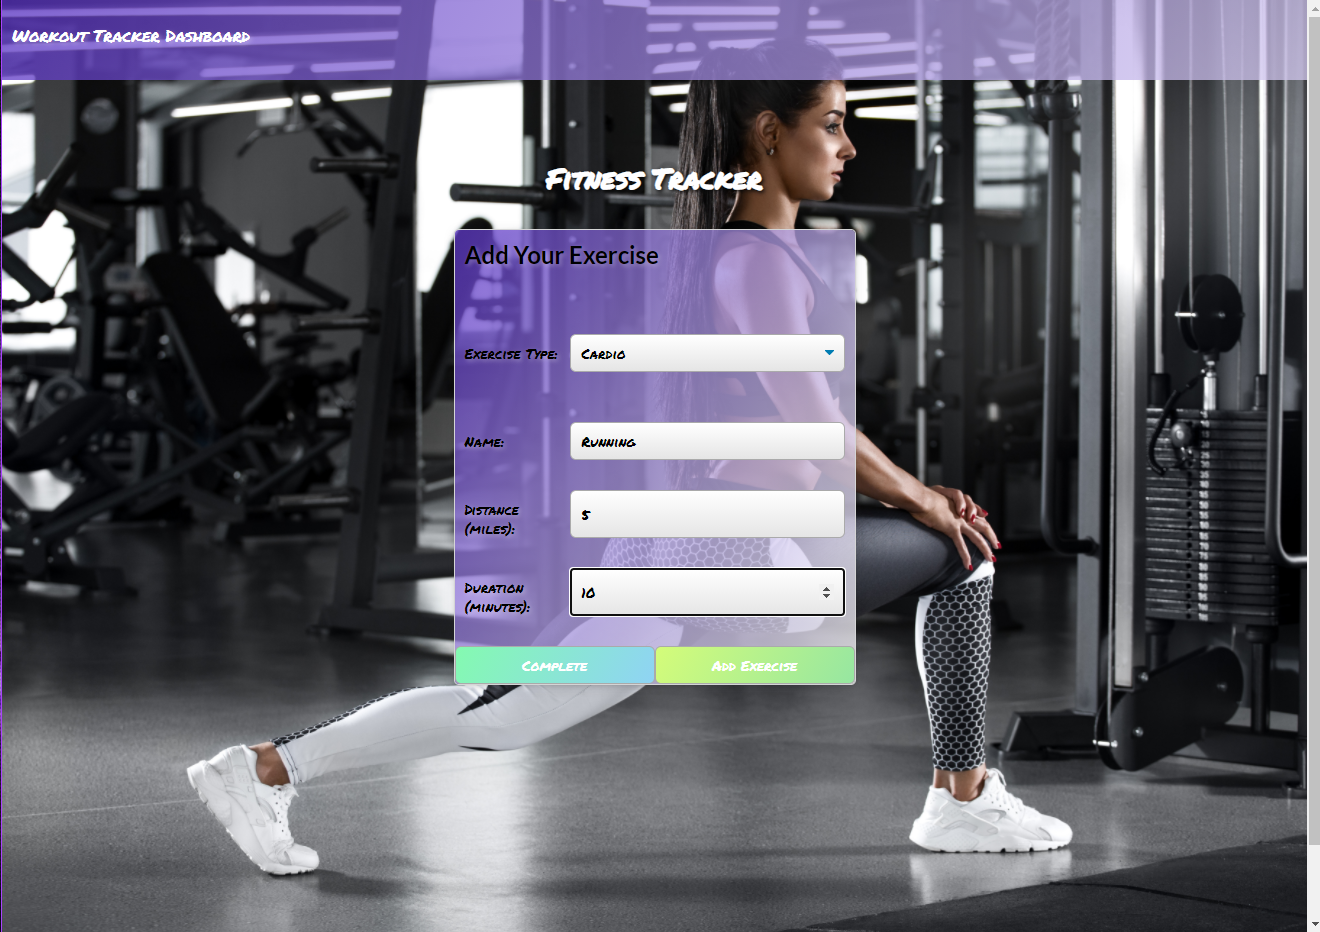 Workout Tracker Dashboard
Fitness Tracker
Add Your Exercise
Exercise Type: Cardio
Name: Running
Distance
(miles): 5
Duration
(minutes): 10
Complete Add Exercise